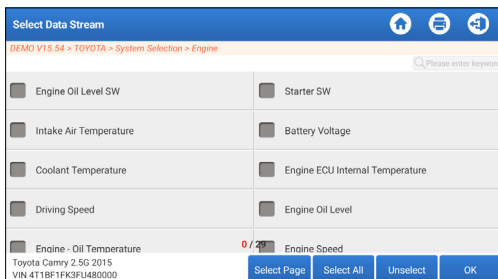 Select Data Stream
DEMO V15.54 > TOYOTA > System Selection > Engine
Please enter keywor
Engine Oil Level SW
Starter SW
Intake Air Temperature
Battery Voltage
Coolant Temperature
Engine ECU Internal Temperature
Driving Speed
Engine Oil Level
Engine - Oil Temperature
0 / 29
Engine Speed
Toyota Camry 2.5G 2015
VIN 4T1BF1FK3FU480000
Select Page
Select All
Unselect
OK